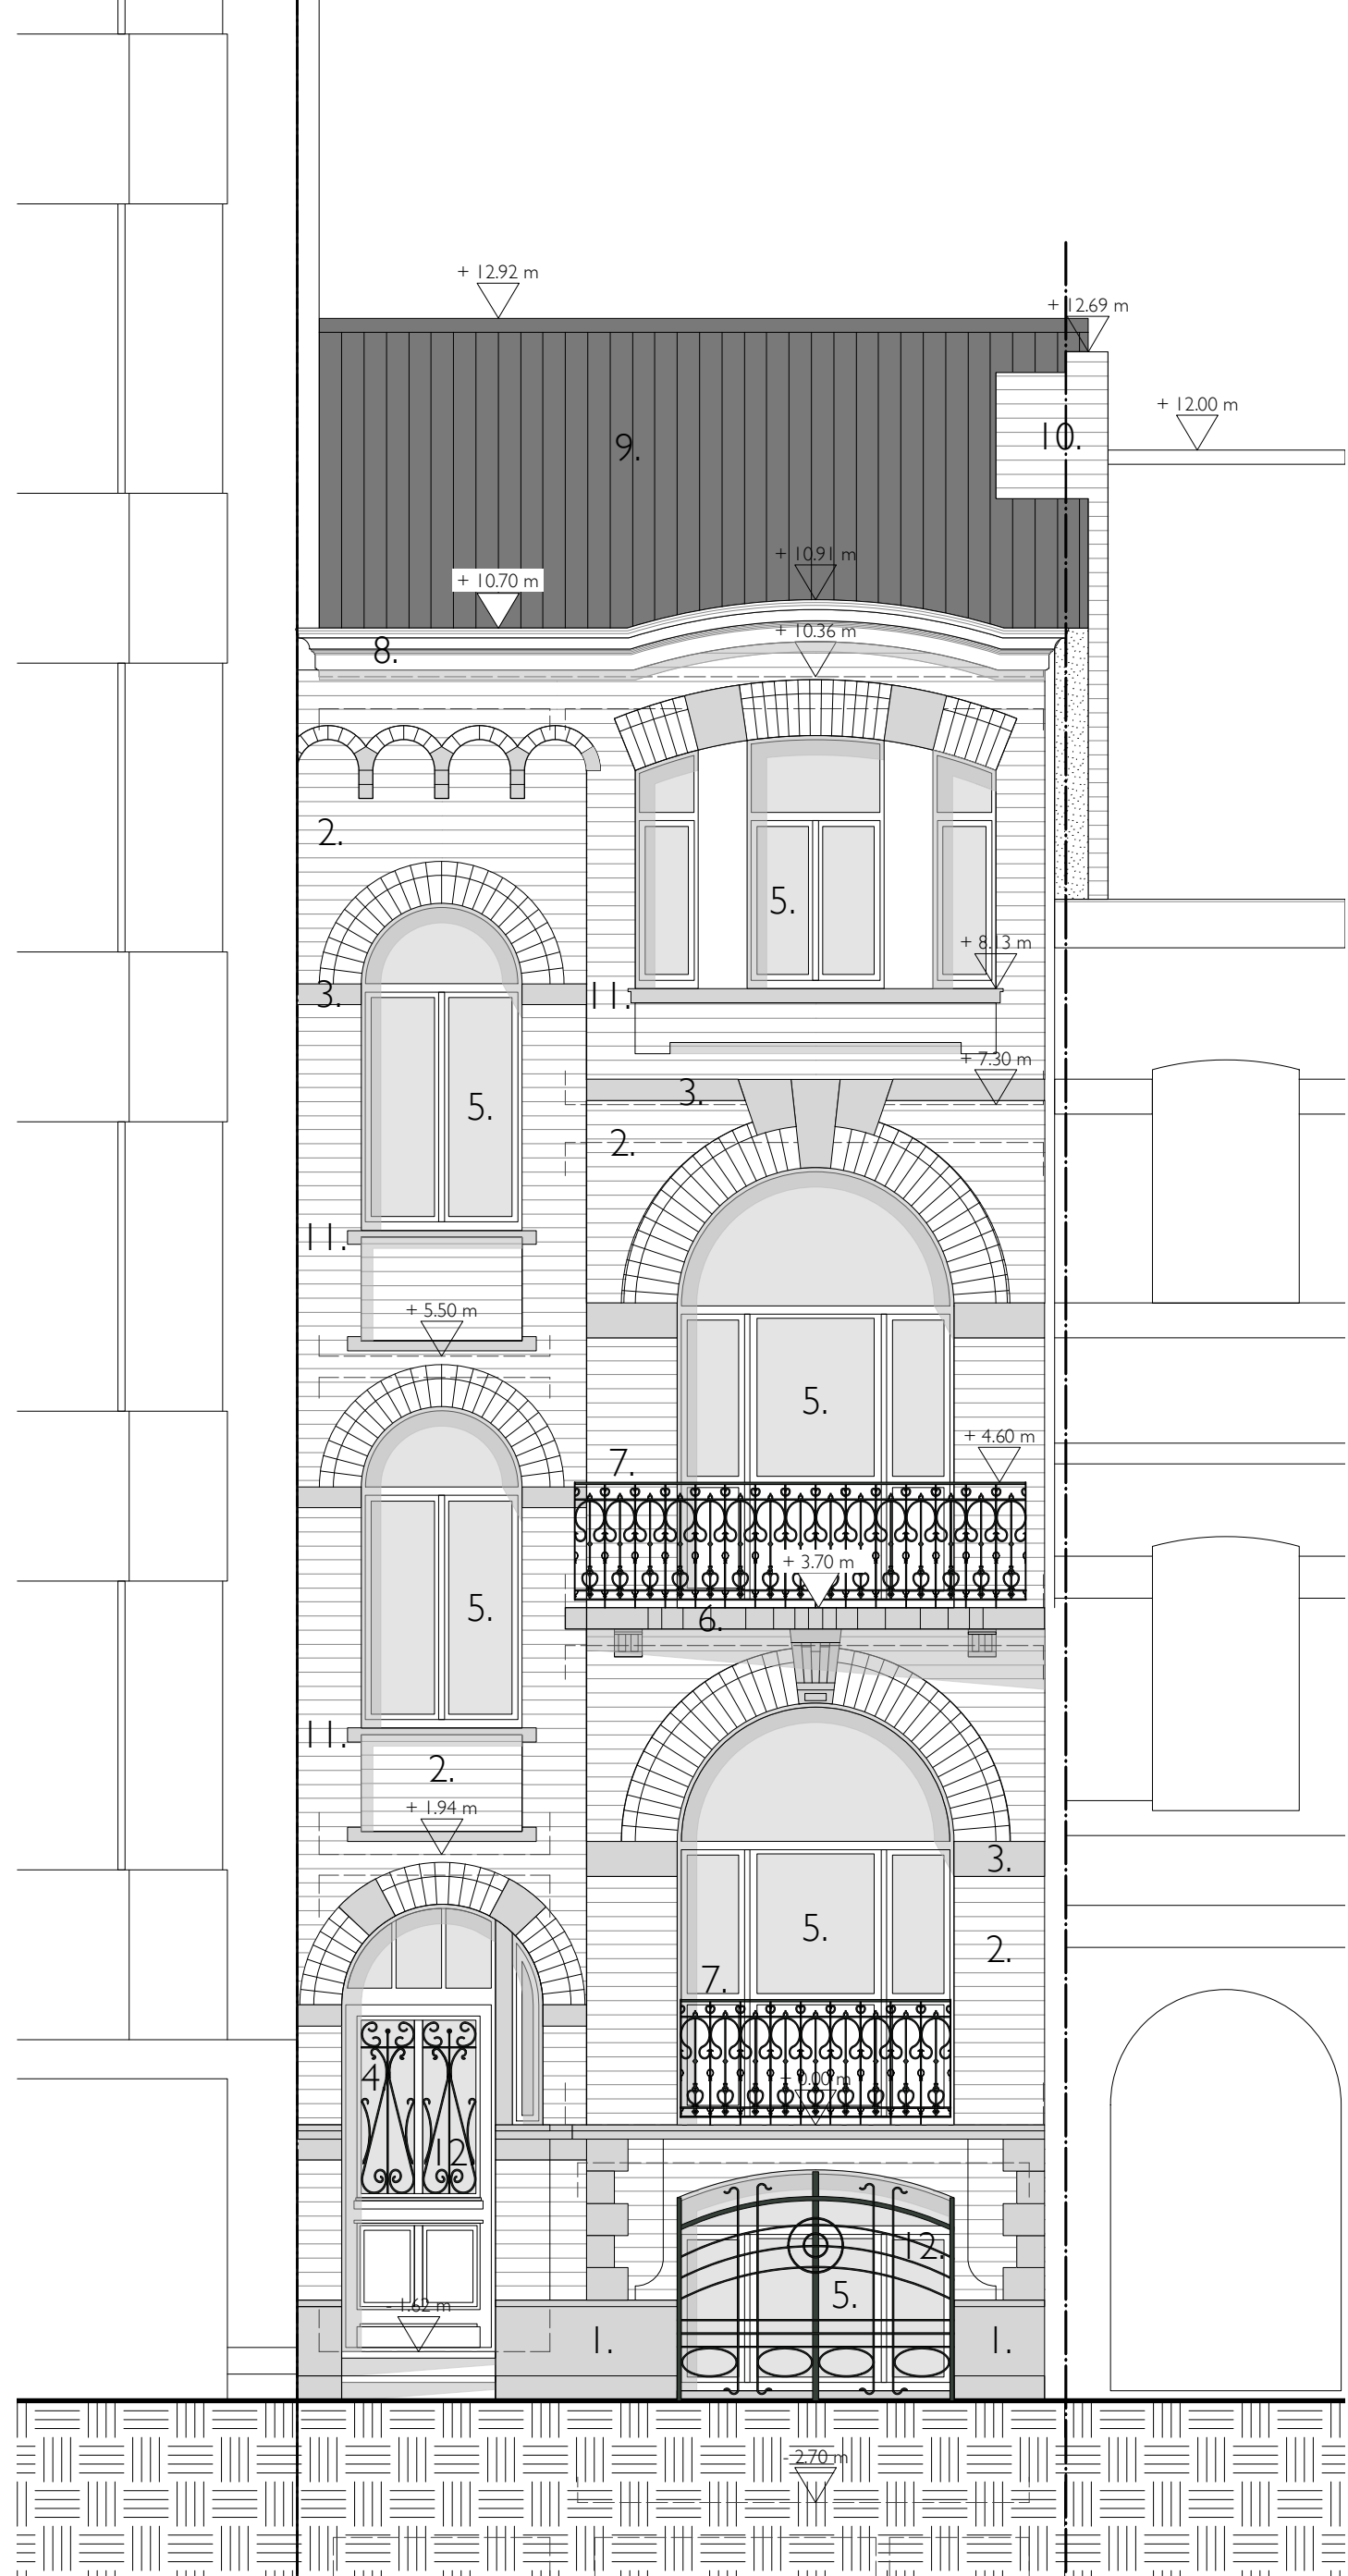 + 12.92 m
+ 12.69 m
+ 12.00 m
10.
9.
+ 10.91 m
+ 10.70 m
+ 10.36 m
8.
2.
5.
+ 8.13 m
3.
11.
+ 7.30 m
3.
5.
2.
11.
+ 5.50 m
5.
+ 4.60 m
7.
+ 3.70 m
5.
6.
11.
2.
+ 1.94 m
3.
5.
2.
7.
4
+ 0.00 m
12
12.
5.
- 1.62 m
1.
1.
- 2.70 m